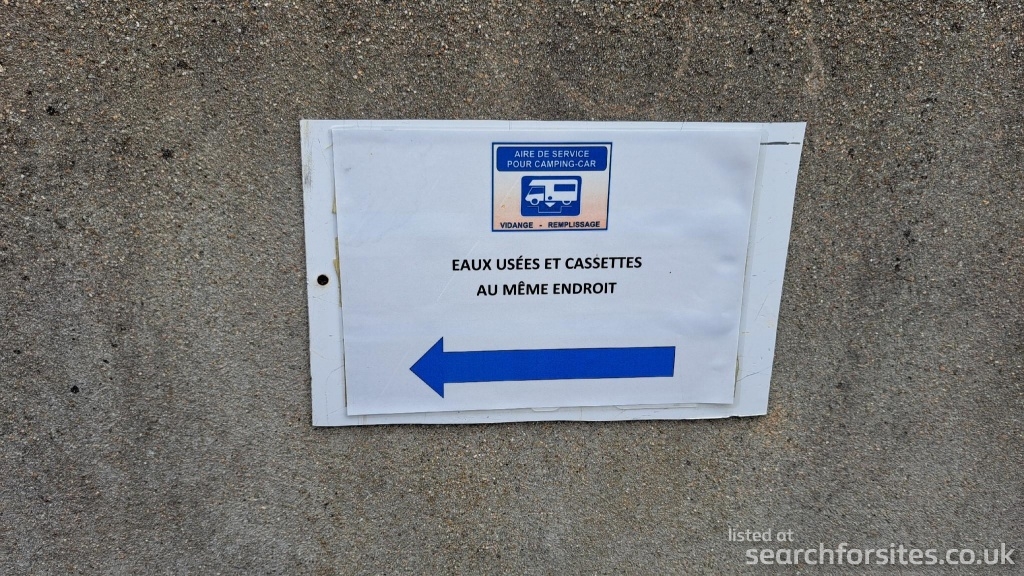 AIRE DE SERVICE
POUR CAMPING-CAR
VIDANGE - REMPLISSAGE
EAUX USÉES ET CASSETTES
AU MÊME ENDROIT
listed at
searchforsites.co.uk